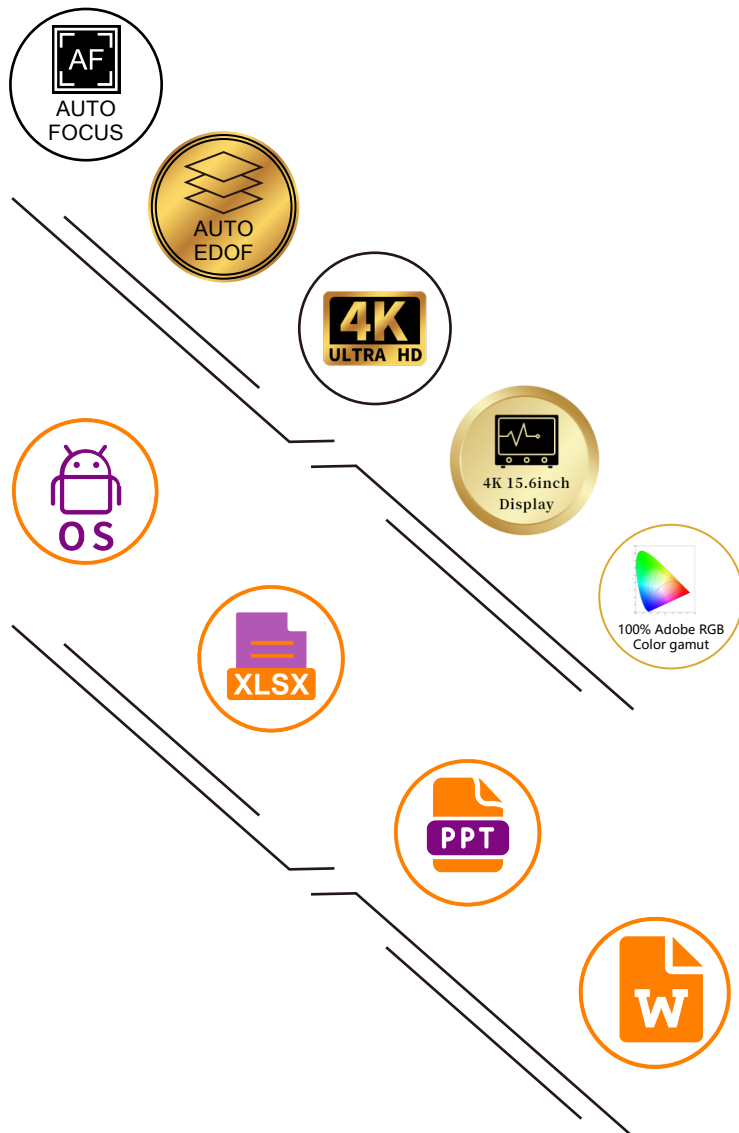 AF
AUTO
FOCUS
AUTO
EDOF
4K
ULTRA HD
4K 15.6inch
Display
OS
100% Adobe RGB
Color gamut
XLSX
PPT
W